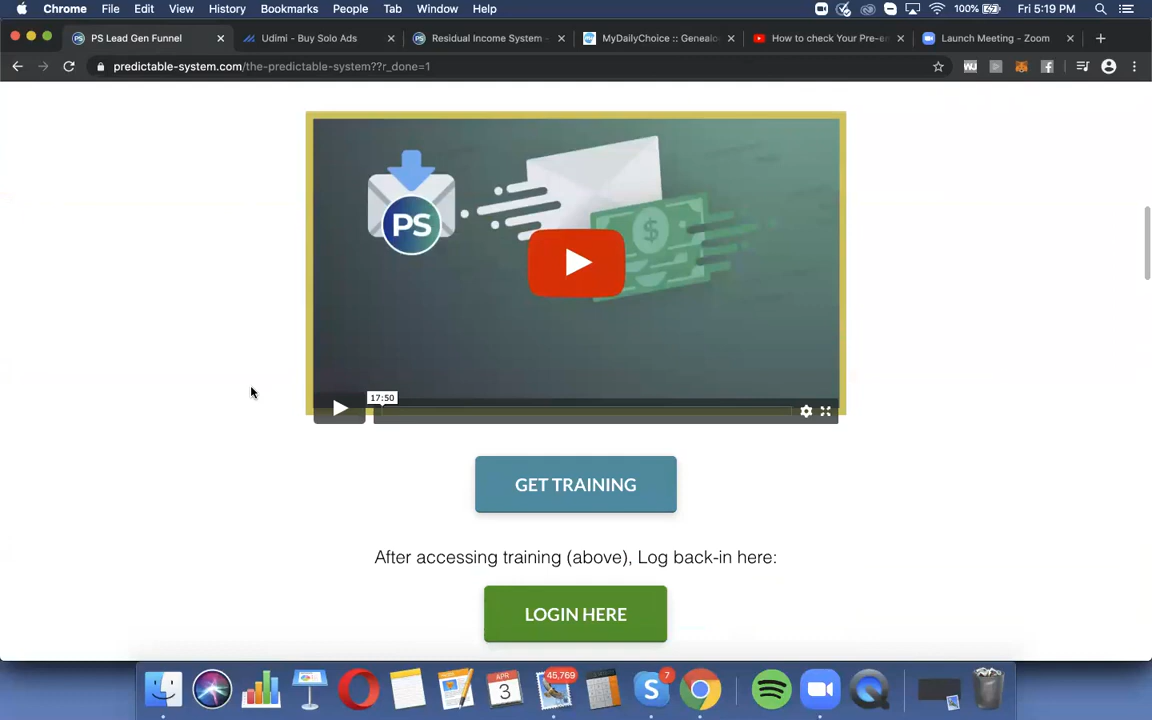 Chrome File Edit View History Bookmarks People Tab Window Help 100% Fri 5:19 PM
PS Lead Gen Funnel Udimi - Buy Solo Ads Residual Income System - MyDailyChoice :: Genealo How to check Your Pre-en Launch Meeting - Zoom
predictable-system.com/the-predictable-system??r_done=1
PS
17:50
GET TRAINING
After accessing training (above), Log back-in here:
LOGIN HERE
APR
3
45,769
7